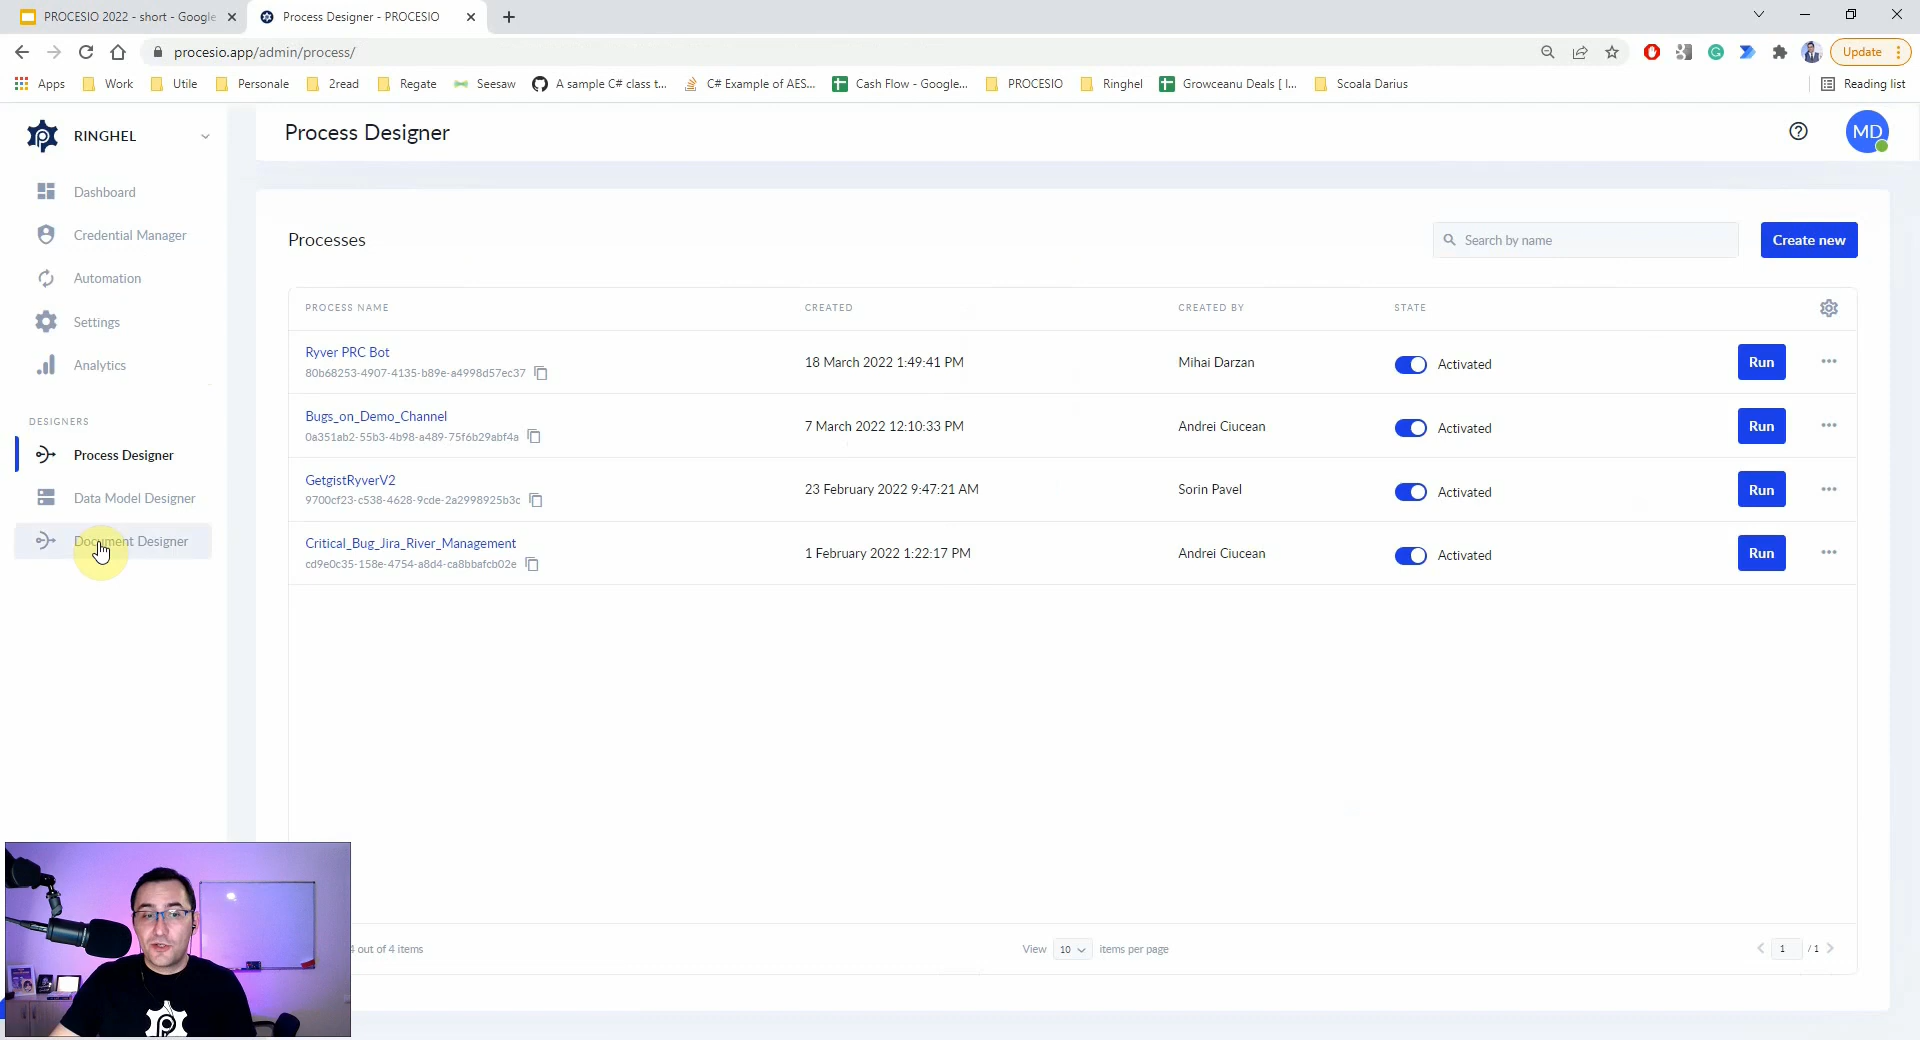 PROCESIO 2022 - short - Google
Process Designer - PROCESIO
procesio.app/admin/process/
Update
Apps
Work
Utile
Personale
2read
Regate
Seesaw
A sample C# class t...
C# Example of AES...
Cash Flow - Google...
PROCESIO
Ringhel
Growceanu Deals [ I...
Scoala Darius
Reading list
RINGHEL
Process Designer
MD
Dashboard
Credential Manager
Automation
Settings
Analytics
DESIGNERS
Process Designer
Data Model Designer
Document Designer
Processes
Search by name
Create new
PROCESS NAME CREATED CREATED BY STATE
Ryver PRC Bot
80b68253-4907-4135-b89e-a4998d57ec37
18 March 2022 1:49:41 PM
Mihai Darzan
Activated
Run
Bugs_on_Demo_Channel
0a351ab2-55b3-4b98-a489-75f6b29abf4a
7 March 2022 12:10:33 PM
Andrei Ciucean
Activated
Run
GetgistRyverV2
9700cf23-c538-4628-9cde-2a2998925b3c
23 February 2022 9:47:21 AM
Sorin Pavel
Activated
Run
Critical_Bug_Jira_River_Management
cd9e0c35-158e-4754-a8d4-ca8bbafcb02e
1 February 2022 1:22:17 PM
Andrei Ciucean
Activated
Run
4 out of 4 items
View 10 items per page
1 / 1